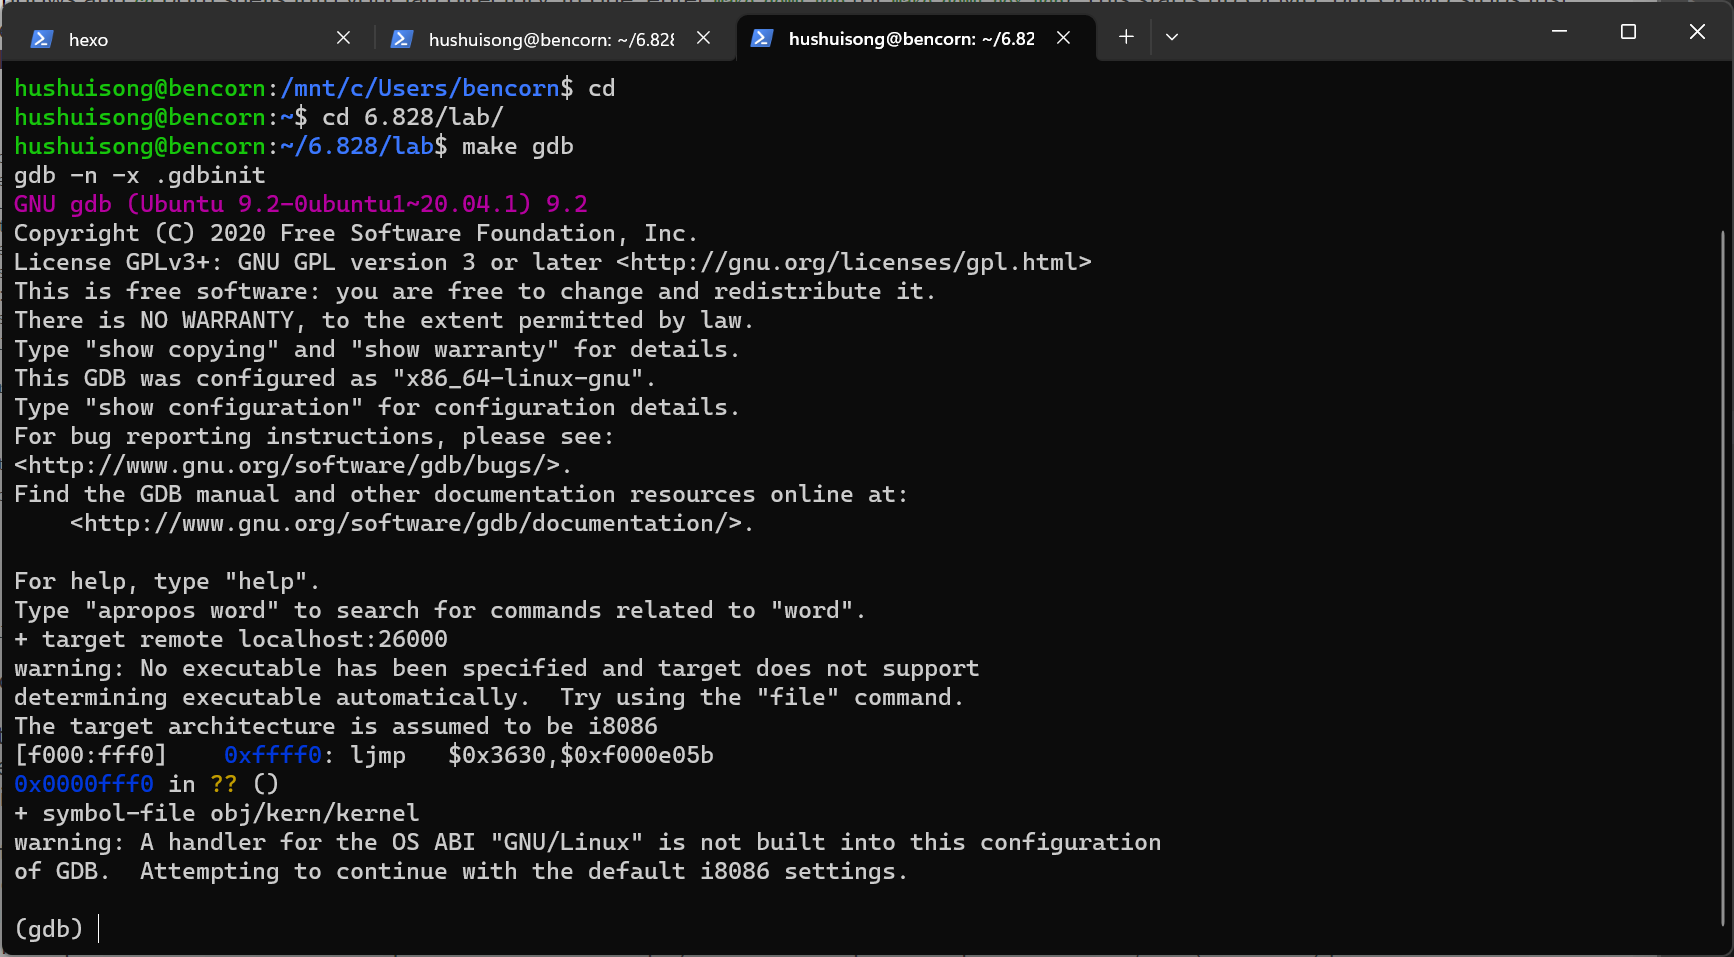 hexo
hushuisong@bencorn: ~/6.828
hushuisong@bencorn: ~/6.82
hushuisong@bencorn:/mnt/c/Users/bencorn$ cd
hushuisong@bencorn:~$ cd 6.828/lab/
hushuisong@bencorn:~/6.828/lab$ make gdb
gdb -n -x .gdbinit
GNU gdb (Ubuntu 9.2-0ubuntu1~20.04.1) 9.2
Copyright (C) 2020 Free Software Foundation, Inc.
License GPLv3+: GNU GPL version 3 or later <http://gnu.org/licenses/gpl.html>
This is free software: you are free to change and redistribute it.
There is NO WARRANTY, to the extent permitted by law.
Type "show copying" and "show warranty" for details.
This GDB was configured as "x86_64-linux-gnu".
Type "show configuration" for configuration details.
For bug reporting instructions, please see:
<http://www.gnu.org/software/gdb/bugs/>.
Find the GDB manual and other documentation resources online at:
    <http://www.gnu.org/software/gdb/documentation/>.
For help, type "help".
Type "apropos word" to search for commands related to "word".
+ target remote localhost:26000
warning: No executable has been specified and target does not support
determining executable automatically.  Try using the "file" command.
The target architecture is assumed to be i8086
[f000:fff0]    0xffff0: ljmp   $0x3630,$0xf000e05b
0x0000fff0 in ?? ()
+ symbol-file obj/kern/kernel
warning: A handler for the OS ABI "GNU/Linux" is not built into this configuration
of GDB.  Attempting to continue with the default i8086 settings.
(gdb)